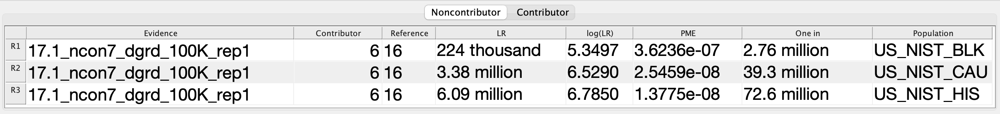 Noncontributor Contributor
Evidence Contributor Reference LR log(LR) PME One in Population
R1 17.1_ncon7_dgrd_100K_rep1 6 16 224 thousand 5.3497 3.6236e-07 2.76 million US_NIST_BLK
R2 17.1_ncon7_dgrd_100K_rep1 6 16 3.38 million 6.5290 2.5459e-08 39.3 million US_NIST_CAU
R3 17.1_ncon7_dgrd_100K_rep1 6 16 6.09 million 6.7850 1.3775e-08 72.6 million US_NIST_HIS